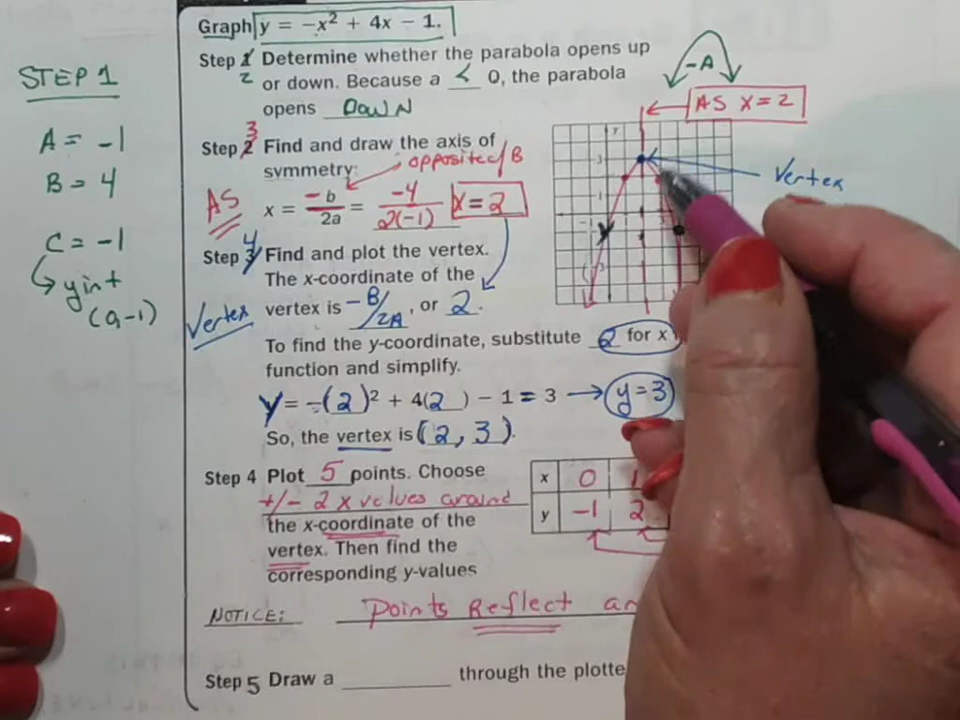 Graph y = −x² + 4x − 1.
STEP 1
A = -1
B = 4
C = -1
yint
Step 1 Determine whether the parabola opens up
2 or down. Because a < 0, the parabola
opens DOWN
-A
AS X = 2
3
Step 2 Find and draw the axis of
symmetry:
opposite of B
AS x = -b/2a = -4/2(-1) X = 2
Vertex
4
Step 3 Find and plot the vertex.
The x-coordinate of the
Vertex vertex is -B/2A, or 2.
To find the y-coordinate, substitute 2 for x
function and simplify.
y = -(2)² + 4(2) − 1 = 3 → y = 3
So, the vertex is (2, 3).
Step 4 Plot 5 points. Choose
+/- 2 x values around
the x-coordinate of the
vertex. Then find the
corresponding y-values
x 0 1
y -1 2
NOTICE: Points Reflect
Step 5 Draw a ________ through the